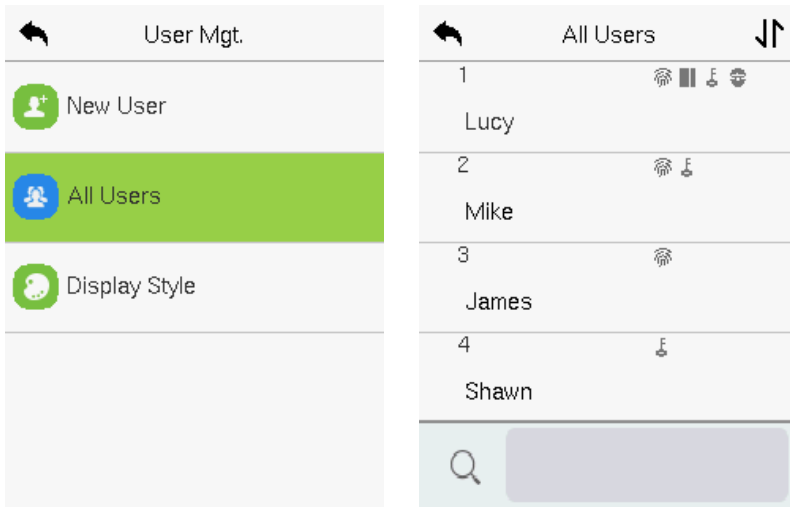 User Mgt.
New User
All Users
Display Style
All Users
1
Lucy
2
Mike
3
James
4
Shawn